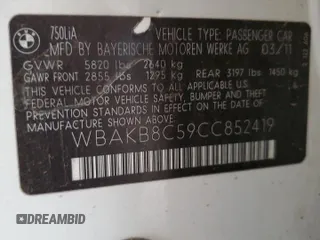 750LiA VEHICLE TYPE: PASSENGER CAR
MFD BY BAYERISCHE MOTOREN WERKE AG 03/11
GVWR 5820 lbs 2640 kg
GAWR FRONT 2855 lbs 1295 kg REAR 3197 lbs 1450 kg
THIS VEHICLE CONFORMS TO ALL APPLICABLE
FEDERAL MOTOR VEHICLE SAFETY, BUMPER, AND THEFT
PREVENTION STANDARDS IN EFFECT ON THE DATE OF
MANUFACTURE SHOWN ABOVE.
WBAKB8C59CC852419
DREAMBID